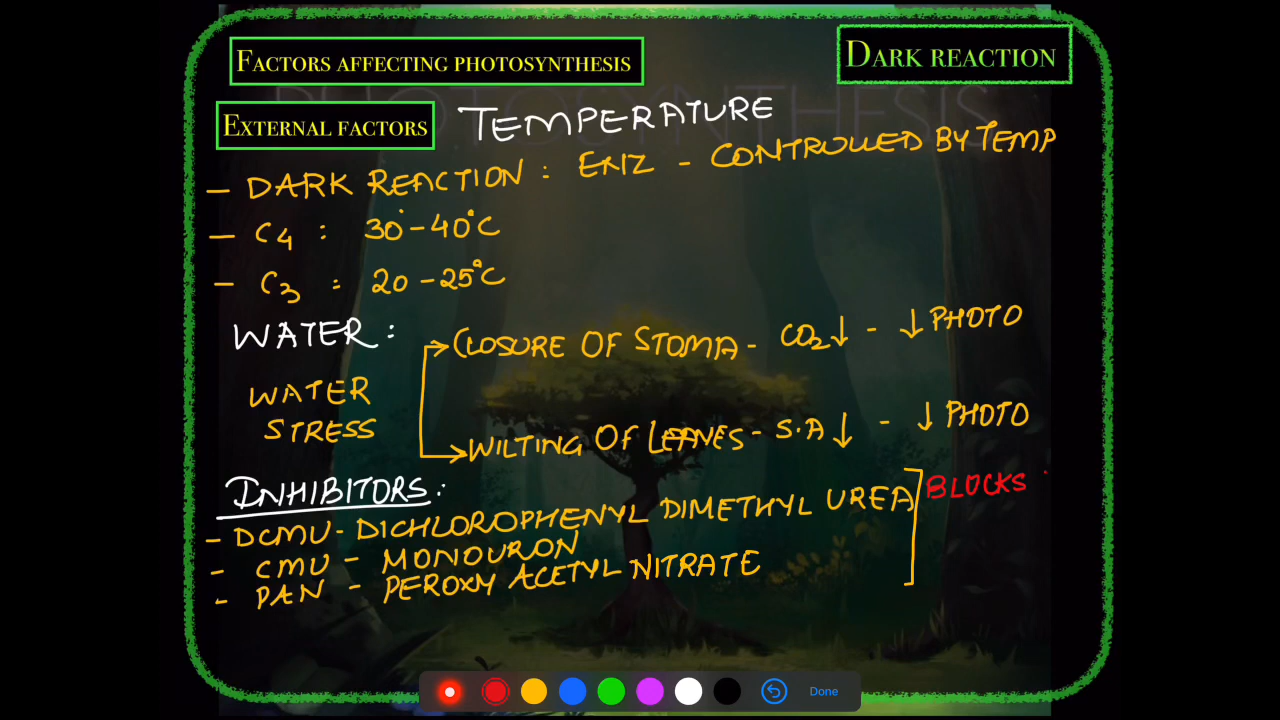 FACTORS AFFECTING PHOTOSYNTHESIS
DARK REACTION
PHOTOSYNTHESIS
EXTERNAL FACTORS
TEMPERATURE
- DARK REACTION : ENZ - CONTROLLED BY TEMP
- C4 : 30° - 40°C
- C3 : 20 - 25°C
WATER :
CLOSURE OF STOMA - CO2 ↓ - ↓ PHOTO
WATER
STRESS
WILTING OF LEAVES - S.A ↓ - ↓ PHOTO
INHIBITORS :
BLOCKS
- DCMU - DICHLOROPHENYL DIMETHYL UREA
- CMU - MONOURON
- PAN - PEROXY ACETYL NITRATE
Done